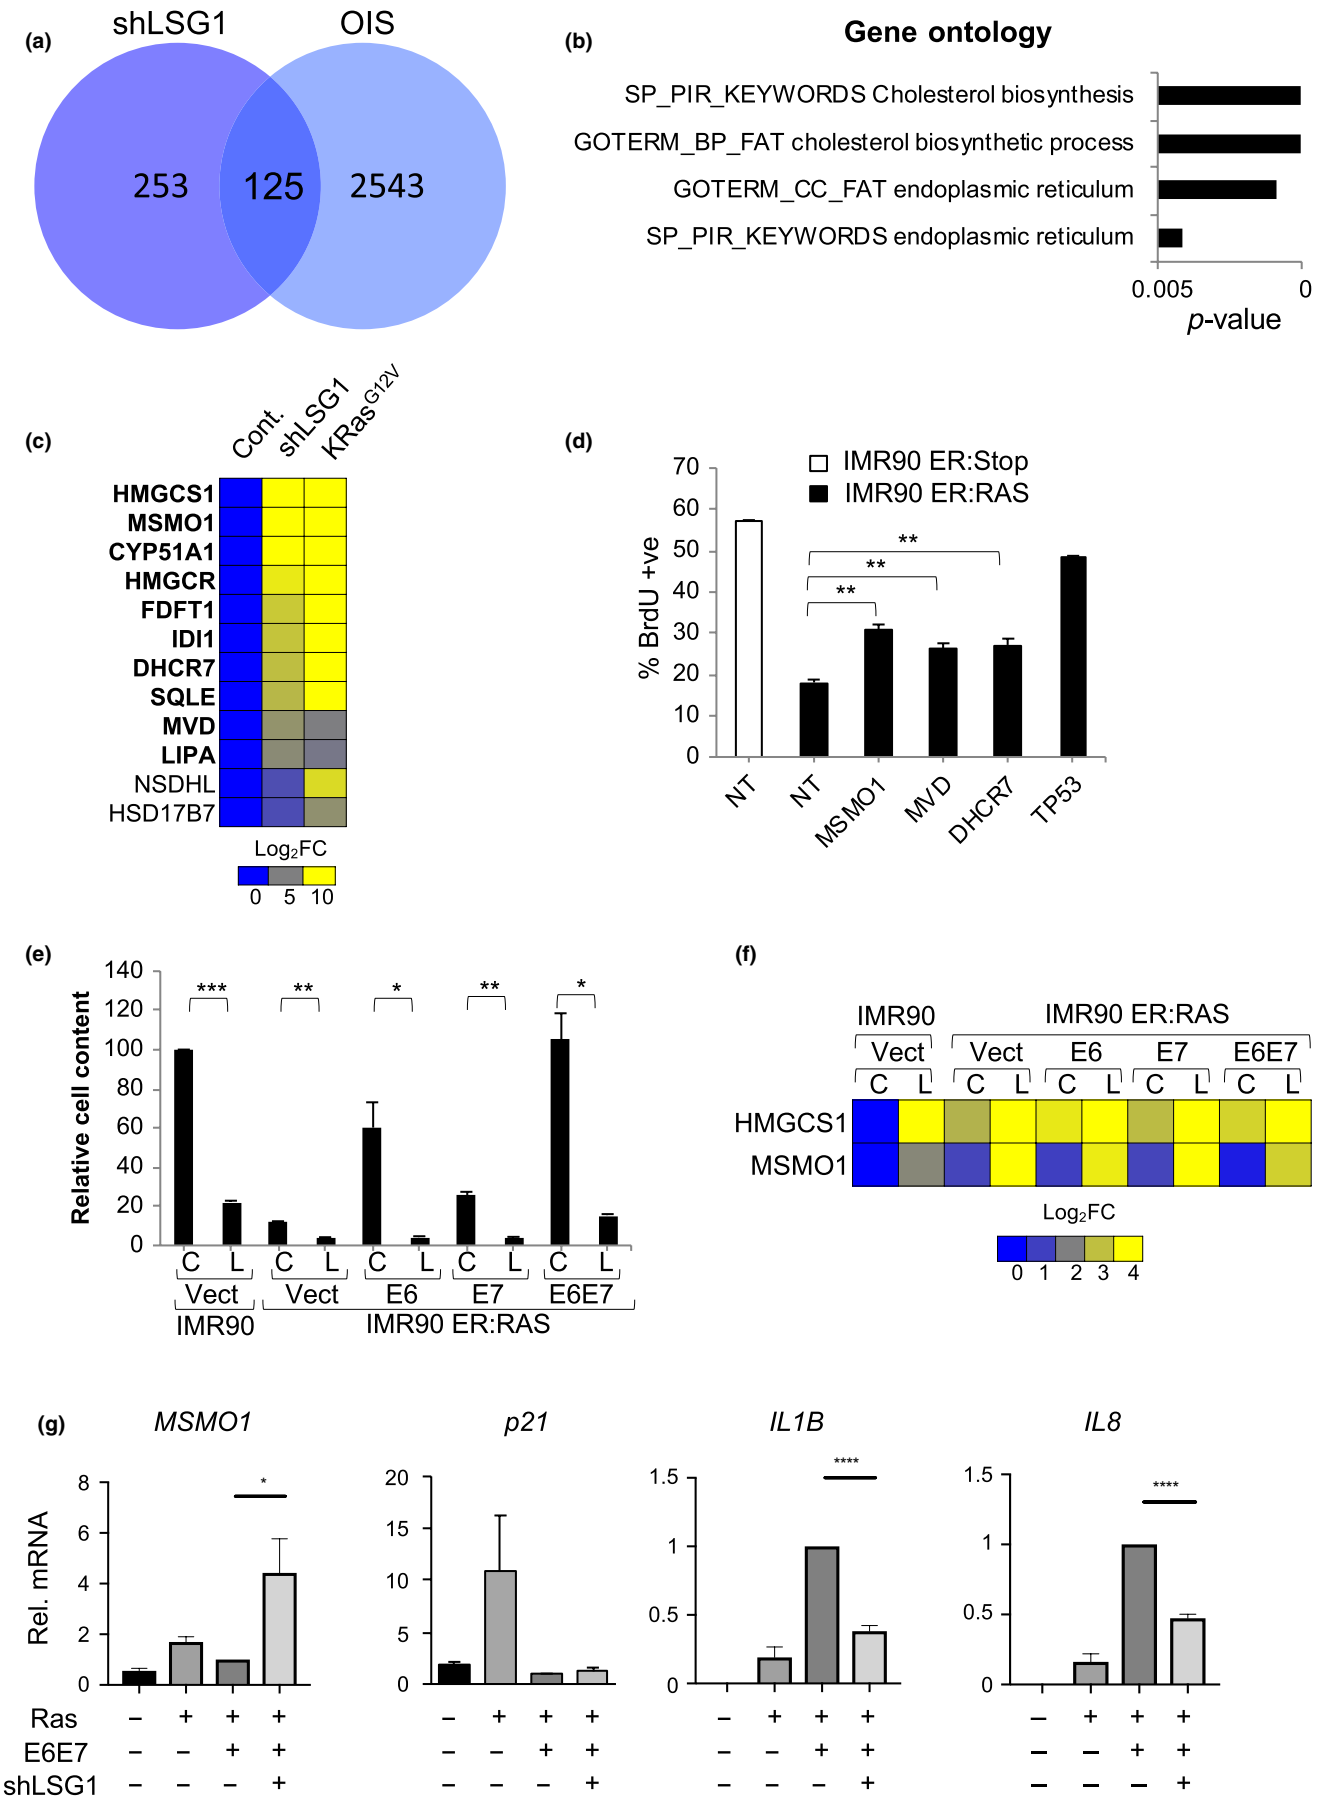 (a)
shLSG1 OIS
253 125 2543
(b)
Gene ontology
SP_PIR_KEYWORDS Cholesterol biosynthesis
GOTERM_BP_FAT cholesterol biosynthetic process
GOTERM_CC_FAT endoplasmic reticulum
SP_PIR_KEYWORDS endoplasmic reticulum
0.005 0
p-value
(c)
Cont. shLSG1 KRasG12V
HMGCS1
MSMO1
CYP51A1
HMGCR
FDFT1
IDI1
DHCR7
SQLE
MVD
LIPA
NSDHL
HSD17B7
Log2FC
0 5 10
(d)
IMR90 ER:Stop
IMR90 ER:RAS
% BrdU +ve
70
60
50
40
30
20
10
0
**
**
**
NT NT MSMO1 MVD DHCR7 TP53
(e)
Relative cell content
140
120
100
80
60
40
20
0
*** ** * ** *
C L C L C L C L C L
Vect Vect E6 E7 E6E7
IMR90 IMR90 ER:RAS
(f)
IMR90 IMR90 ER:RAS
Vect Vect E6 E7 E6E7
C L C L C L C L C L
HMGCS1
MSMO1
Log2FC
0 1 2 3 4
(g)
MSMO1 p21 IL1B IL8
Rel. mRNA
8
6
4
2
0
*
20
15
10
5
0
1.5
1
0.5
0
****
1.5
1
0.5
0
****
Ras – + + + – + + + – + + + – + + +
E6E7 – – + + – – + + – – + + – – + +
shLSG1 – – – + – – – + – – – + – – – +